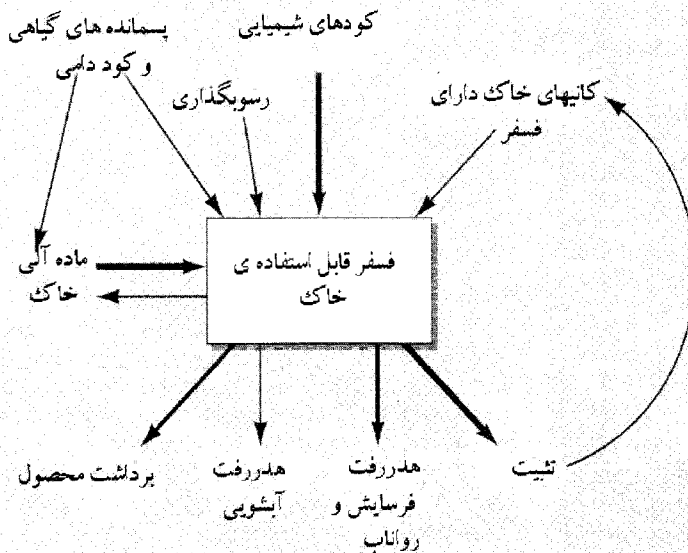 پسمانده های گیاهی
و کود دامی
کودهای شیمیایی
رسوبگذاری
کانیهای خاک دارای
فسفر
ماده آلی
خاک
فسفر قابل استفاده ی
خاک
برداشت محصول
هدررفت
آبشویی
هدررفت
فرسایش و
رواناب
تثبیت